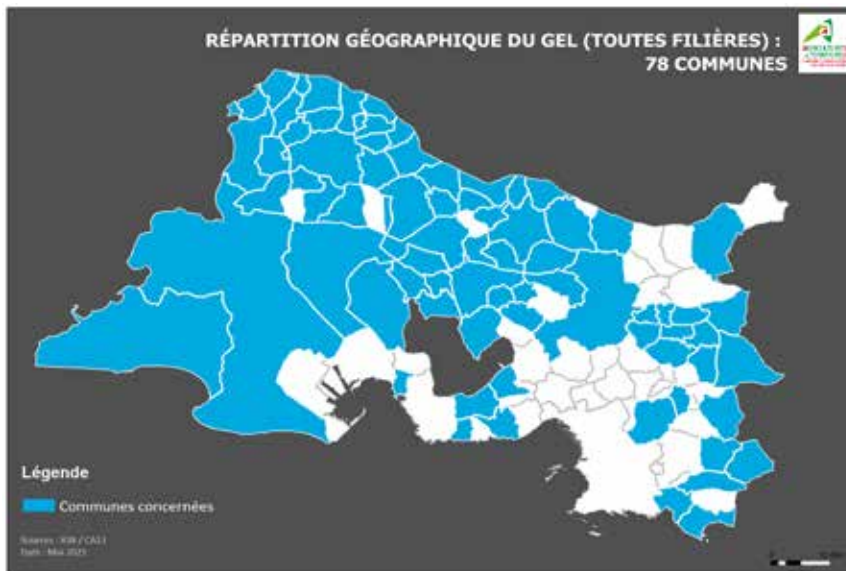 RÉPARTITION GÉOGRAPHIQUE DU GEL (TOUTES FILIÈRES) :
78 COMMUNES
Légende
Communes concernées